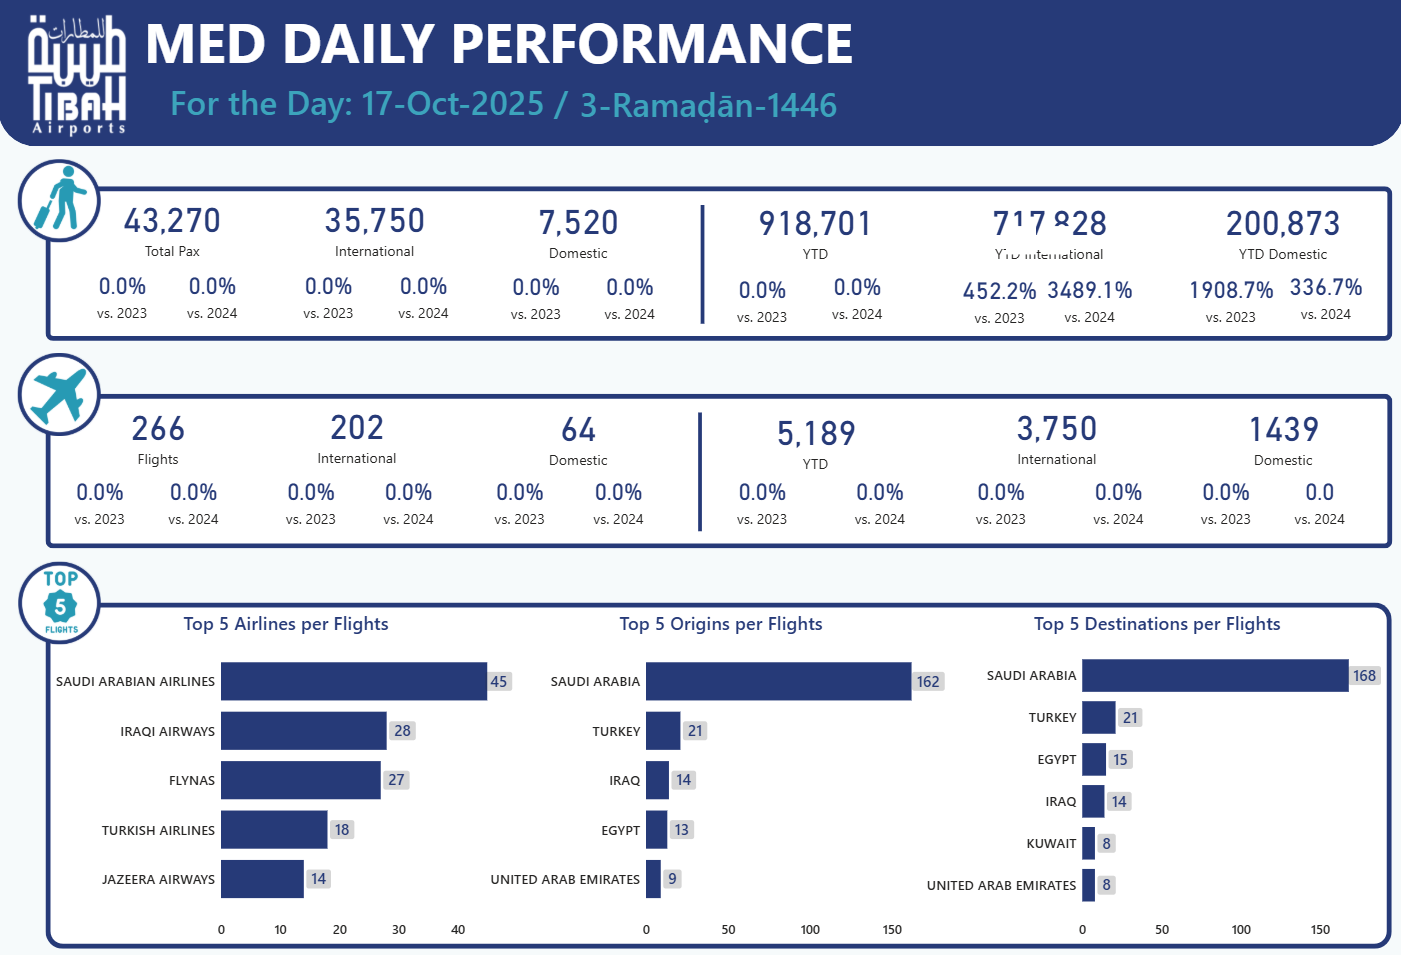 للمطارات
طيبة
TIBAH
Airports
MED DAILY PERFORMANCE
For the Day: 17-Oct-2025 / 3-Ramaḍān-1446
43,270 35,750 7,520 918,701 717,828 200,873
Total Pax International Domestic YTD YTD International YTD Domestic
0.0% 0.0% 0.0% 0.0% 0.0% 0.0% 0.0% 0.0% 452.2% 3489.1% 1908.7% 336.7%
vs. 2023 vs. 2024 vs. 2023 vs. 2024 vs. 2023 vs. 2024 vs. 2023 vs. 2024 vs. 2023 vs. 2024 vs. 2023 vs. 2024
266 202 64 5,189 3,750 1439
Flights International Domestic YTD International Domestic
0.0% 0.0% 0.0% 0.0% 0.0% 0.0% 0.0% 0.0% 0.0% 0.0% 0.0% 0.0
vs. 2023 vs. 2024 vs. 2023 vs. 2024 vs. 2023 vs. 2024 vs. 2023 vs. 2024 vs. 2023 vs. 2024 vs. 2023 vs. 2024
TOP
5
FLIGHTS
Top 5 Airlines per Flights
SAUDI ARABIAN AIRLINES 45
IRAQI AIRWAYS 28
FLYNAS 27
TURKISH AIRLINES 18
JAZEERA AIRWAYS 14
0 10 20 30 40
Top 5 Origins per Flights
SAUDI ARABIA 162
TURKEY 21
IRAQ 14
EGYPT 13
UNITED ARAB EMIRATES 9
0 50 100 150
Top 5 Destinations per Flights
SAUDI ARABIA 168
TURKEY 21
EGYPT 15
IRAQ 14
KUWAIT 8
UNITED ARAB EMIRATES 8
0 50 100 150